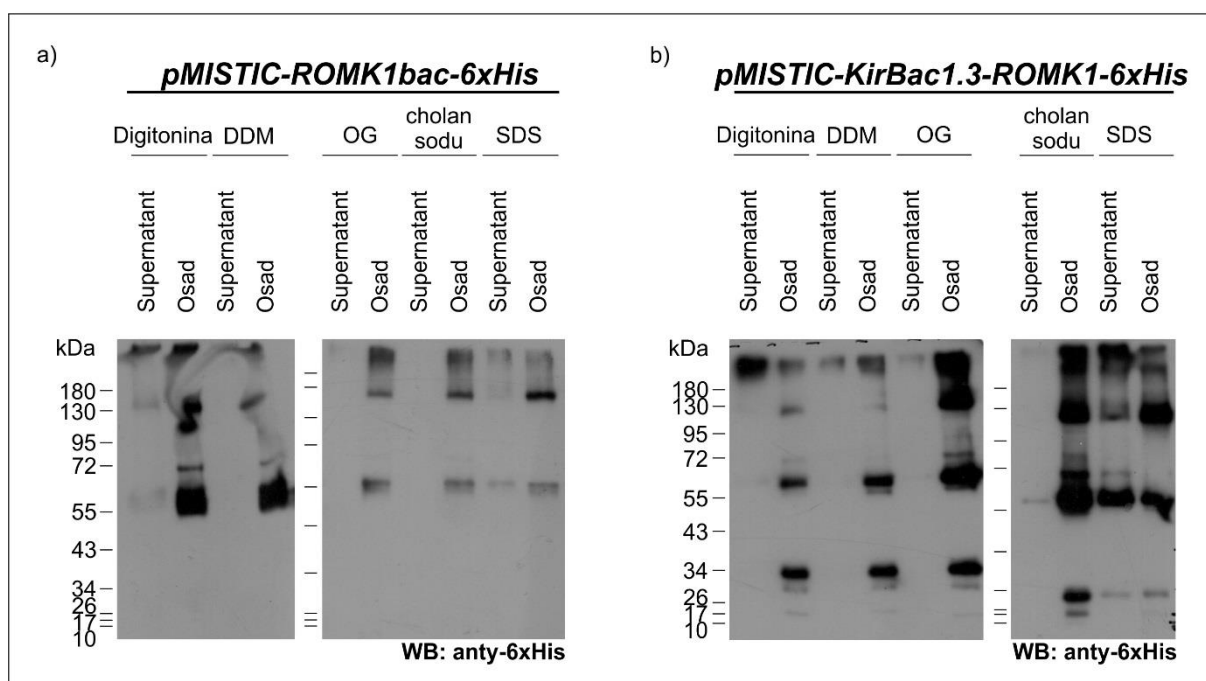 a)
pMISTIC-ROMK1bac-6xHis
Digitonina DDM OG cholan sodu SDS
Supernatant Osad Supernatant Osad Supernatant Osad Supernatant Osad Supernatant Osad
kDa
180
130
95
72
55
43
34
26
17
10
WB: anty-6xHis
b)
pMISTIC-KirBac1.3-ROMK1-6xHis
Digitonina DDM OG cholan sodu SDS
Supernatant Osad Supernatant Osad Supernatant Osad Supernatant Osad Supernatant Osad
kDa
180
130
95
72
55
43
34
26
17
10
WB: anty-6xHis